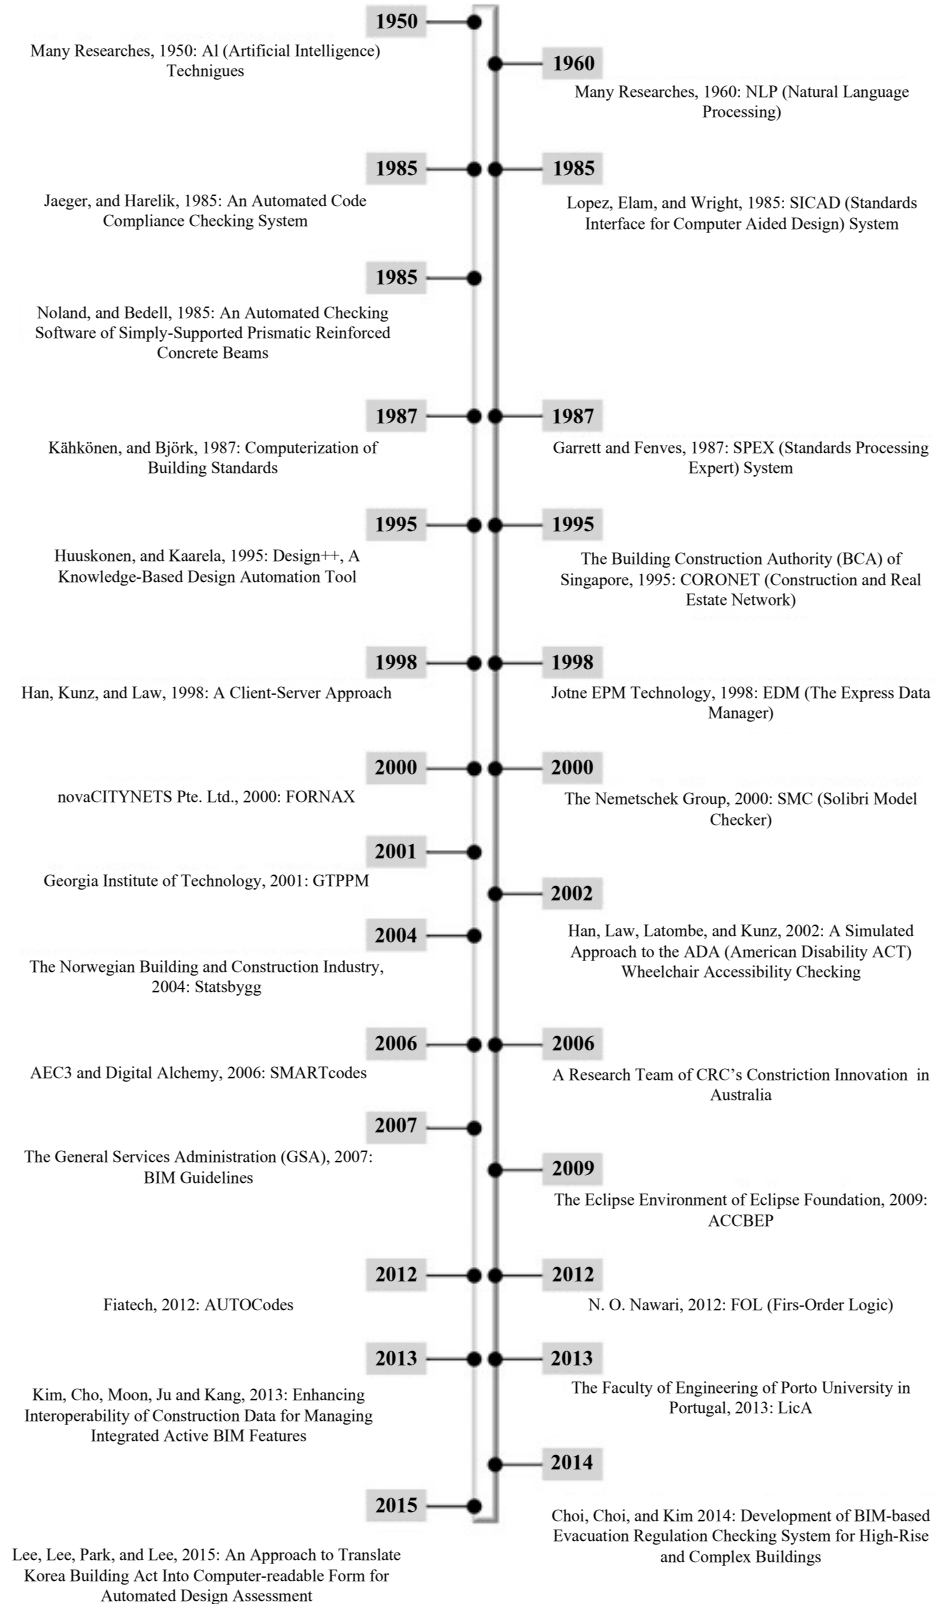 1950
Many Researches, 1950: AI (Artificial Intelligence)
Technigues
1960
Many Researches, 1960: NLP (Natural Language
Processing)
1985
Jaeger, and Harelik, 1985: An Automated Code
Compliance Checking System
1985
Lopez, Elam, and Wright, 1985: SICAD (Standards
Interface for Computer Aided Design) System
1985
Noland, and Bedell, 1985: An Automated Checking
Software of Simply-Supported Prismatic Reinforced
Concrete Beams
1987
Kähkönen, and Björk, 1987: Computerization of
Building Standards
1987
Garrett and Fenves, 1987: SPEX (Standards Processing
Expert) System
1995
Huuskonen, and Kaarela, 1995: Design++, A
Knowledge-Based Design Automation Tool
1995
The Building Construction Authority (BCA) of
Singapore, 1995: CORONET (Construction and Real
Estate Network)
1998
Han, Kunz, and Law, 1998: A Client-Server Approach
1998
Jotne EPM Technology, 1998: EDM (The Express Data
Manager)
2000
novaCITYNETS Pte. Ltd., 2000: FORNAX
2000
The Nemetschek Group, 2000: SMC (Solibri Model
Checker)
2001
Georgia Institute of Technology, 2001: GTPPM
2002
Han, Law, Latombe, and Kunz, 2002: A Simulated
Approach to the ADA (American Disability ACT)
Wheelchair Accessibility Checking
2004
The Norwegian Building and Construction Industry,
2004: Statsbygg
2006
AEC3 and Digital Alchemy, 2006: SMARTcodes
2006
A Research Team of CRC's Constriction Innovation in
Australia
2007
The General Services Administration (GSA), 2007:
BIM Guidelines
2009
The Eclipse Environment of Eclipse Foundation, 2009:
ACCBEP
2012
Fiatech, 2012: AUTOCodes
2012
N. O. Nawari, 2012: FOL (Firs-Order Logic)
2013
Kim, Cho, Moon, Ju and Kang, 2013: Enhancing
Interoperability of Construction Data for Managing
Integrated Active BIM Features
2013
The Faculty of Engineering of Porto University in
Portugal, 2013: LicA
2014
Choi, Choi, and Kim 2014: Development of BIM-based
Evacuation Regulation Checking System for High-Rise
and Complex Buildings
2015
Lee, Lee, Park, and Lee, 2015: An Approach to Translate
Korea Building Act Into Computer-readable Form for
Automated Design Assessment